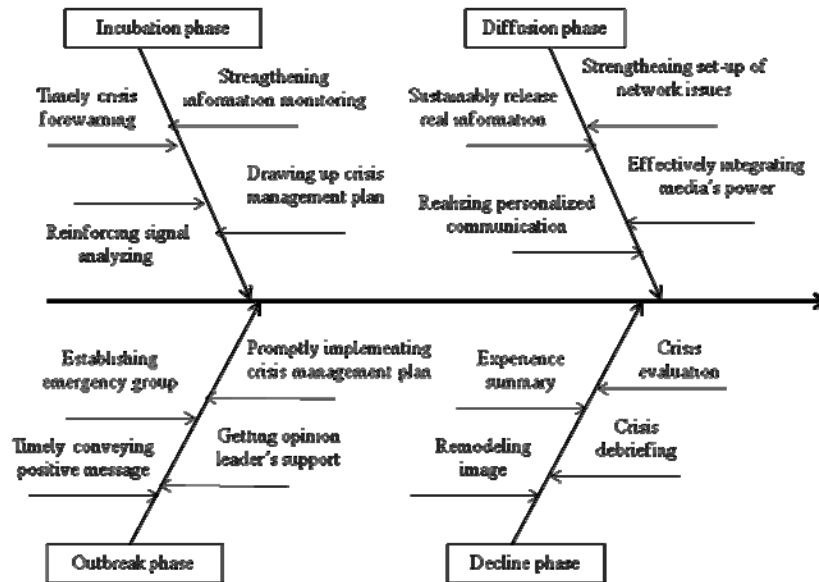 Incubation phase
Strengthening
information monitoring
Timely crisis
forewarning
Drawing up crisis
management plan
Reinforcing signal
analyzing
Diffusion phase
Strengthening set-up of
network issues
Sustainably release
real information
Effectively integrating
media's power
Realizing personalized
communication
Establishing
emergency group
Promptly implementing
crisis management plan
Timely conveying
positive message
Getting opinion
leader's support
Outbreak phase
Experience
summary
Crisis
evaluation
Remodeling
image
Crisis
debriefing
Decline phase